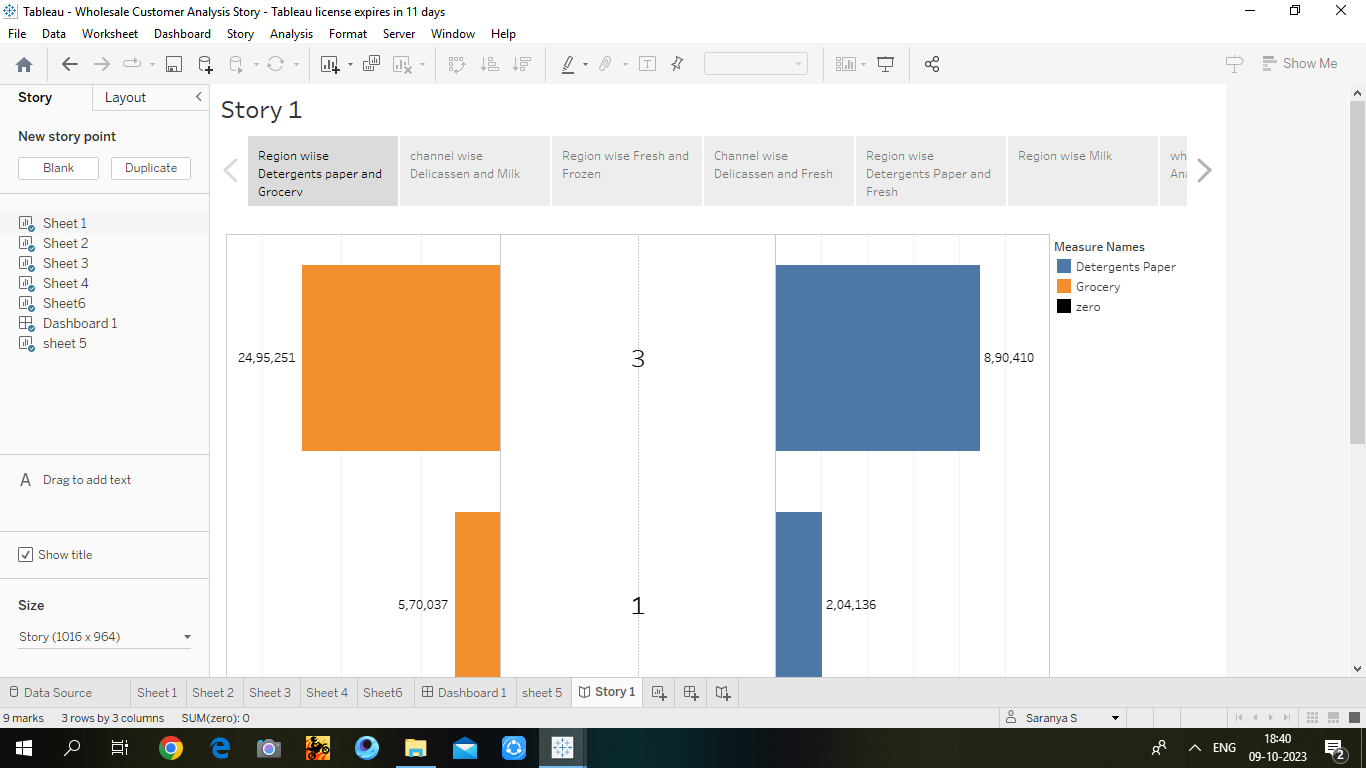 Tableau - Wholesale Customer Analysis Story - Tableau license expires in 11 days
File Data Worksheet Dashboard Story Analysis Format Server Window Help
Show Me
Story Layout
New story point
Blank Duplicate
Sheet 1
Sheet 2
Sheet 3
Sheet 4
Sheet6
Dashboard 1
sheet 5
A Drag to add text
Show title
Size
Story (1016 x 964)
Story 1
Region wiise
Detergents paper and
Grocery
channel wise
Delicassen and Milk
Region wise Fresh and
Frozen
Channel wise
Delicassen and Fresh
Region wise
Detergents Paper and
Fresh
Region wise Milk
Measure Names
Detergents Paper
Grocery
zero
24,95,251 3 8,90,410
5,70,037 1 2,04,136
Data Source Sheet 1 Sheet 2 Sheet 3 Sheet 4 Sheet6 Dashboard 1 sheet 5 Story 1
9 marks 3 rows by 3 columns SUM(zero): 0 Saranya S
ENG 18:40
09-10-2023 2